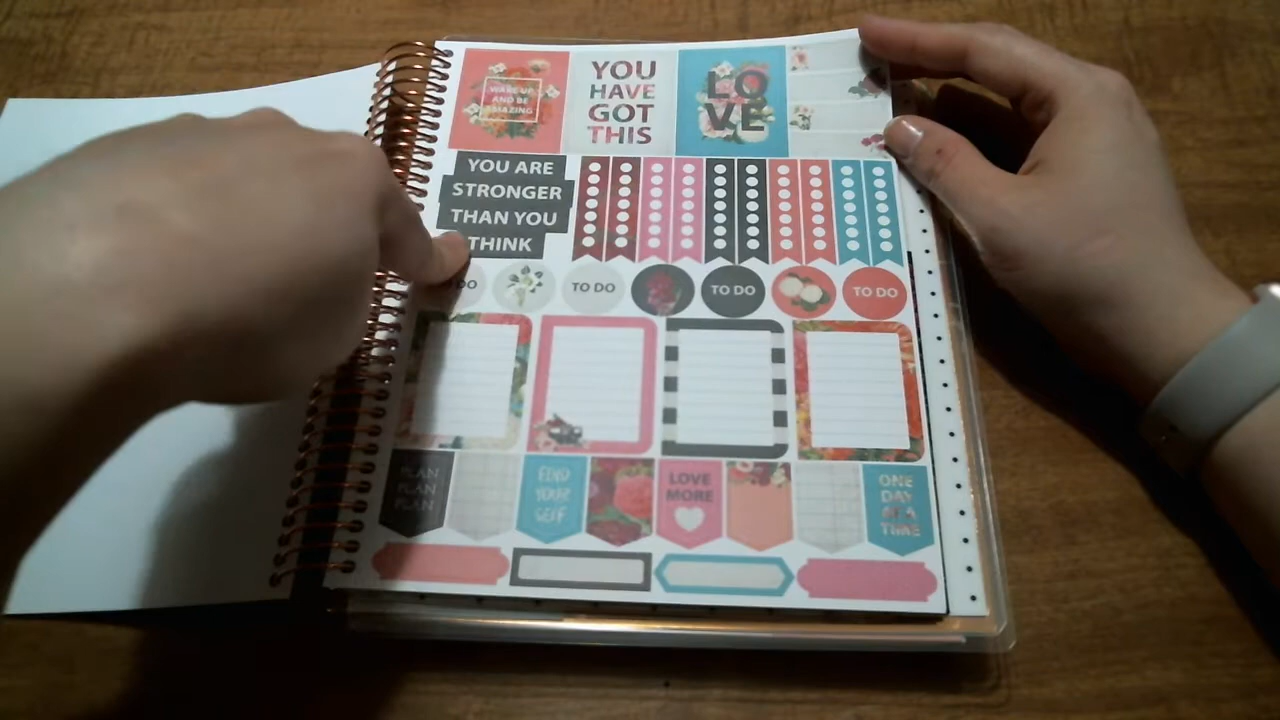 WAKE UP
AND BE
AMAZING
YOU
HAVE
GOT
THIS
LO
VE
YOU ARE
STRONGER
THAN YOU
THINK
DO
TO DO
TO DO
TO DO
PLAN
PLAN
PLAN
FIND
YOUR
SELF
LOVE
MORE
ONE
DAY
AT A
TIME